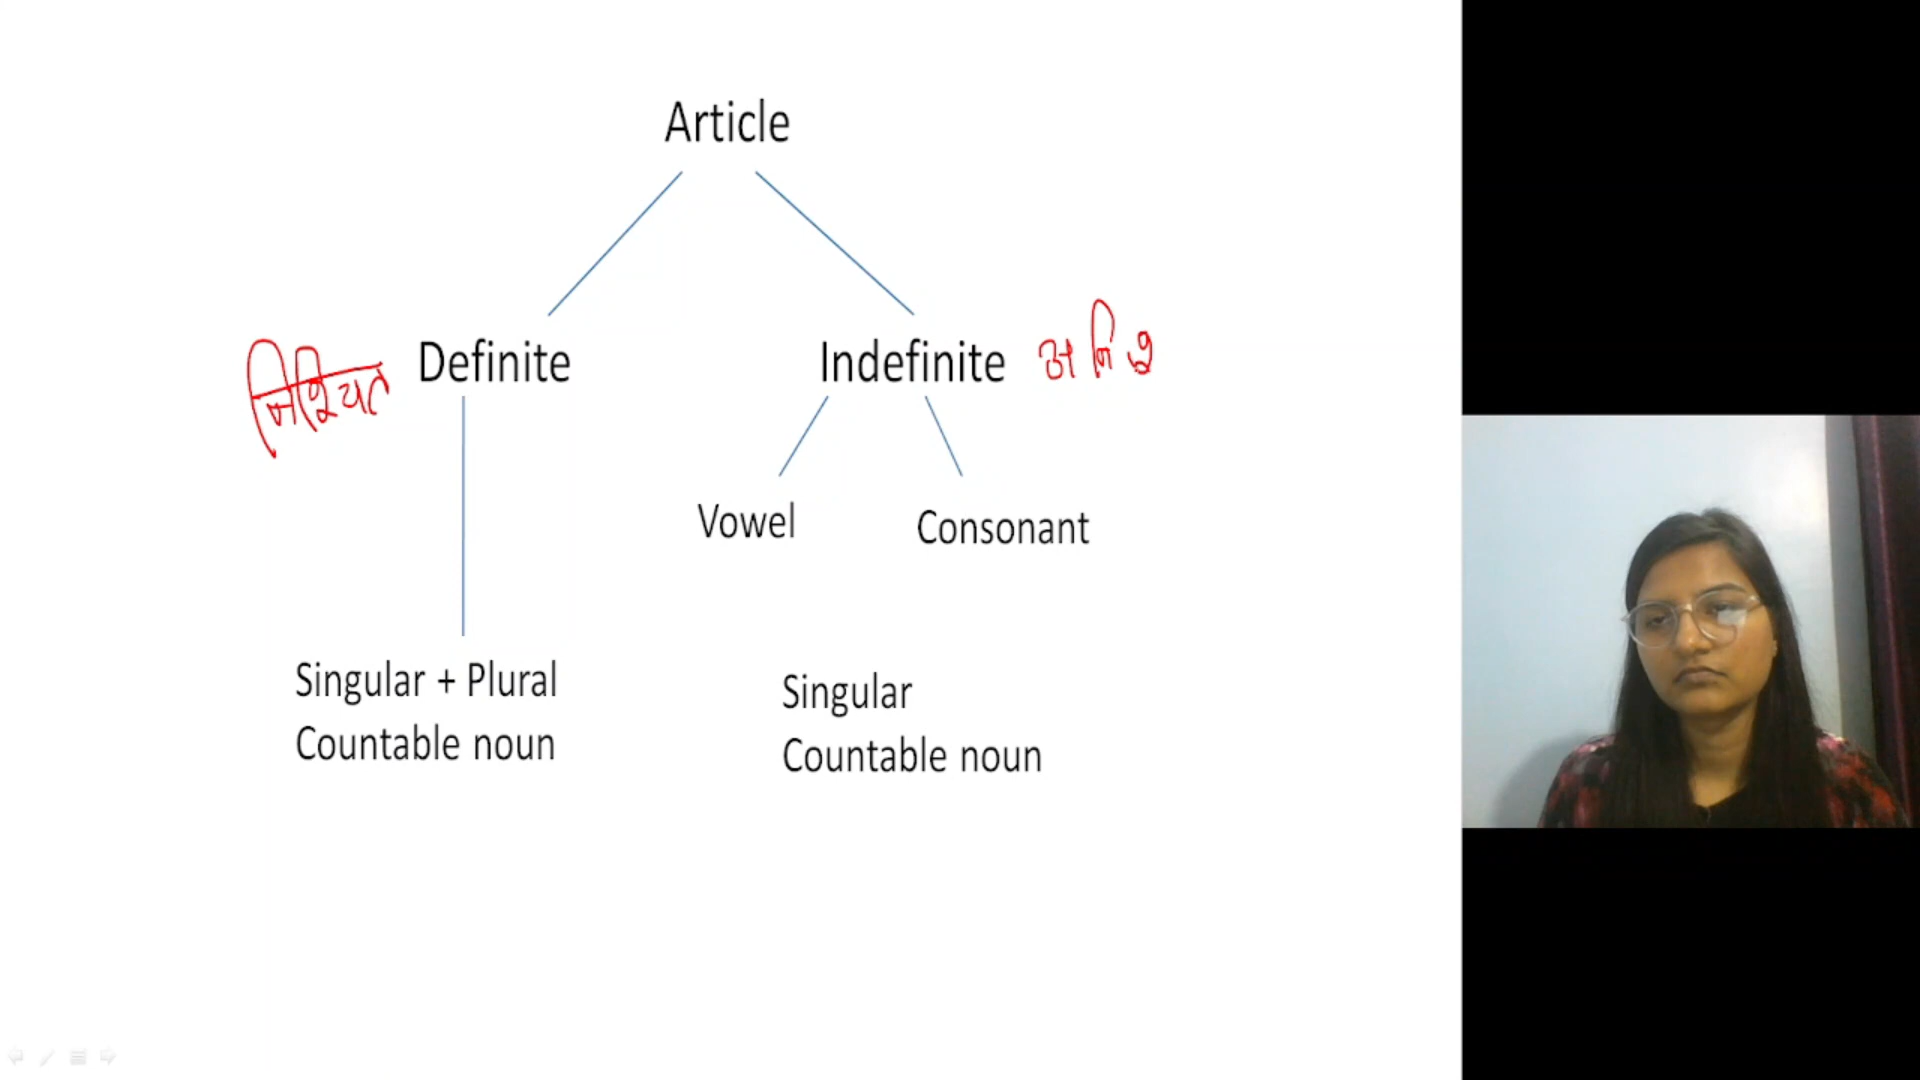 Article
निश्चित Definite
Indefinite अनिश्
Vowel
Consonant
Singular + Plural
Countable noun
Singular
Countable noun